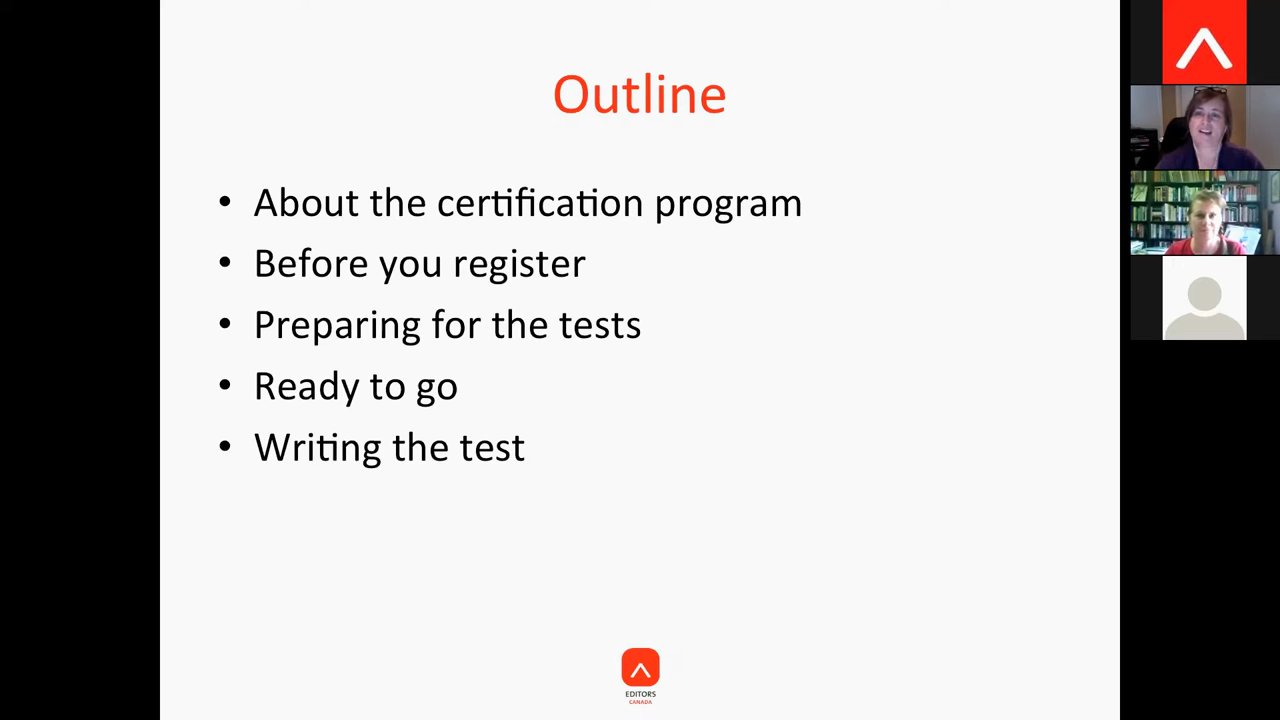 Outline
• About the certification program
• Before you register
• Preparing for the tests
• Ready to go
• Writing the test
EDITORS
CANADA